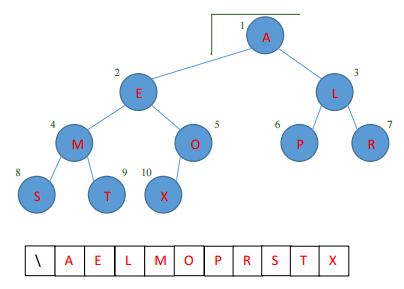 1 A
2 3
E L
4 5 6 7
M O P R
8 9 10
S T X
\ A E L M O P R S T X